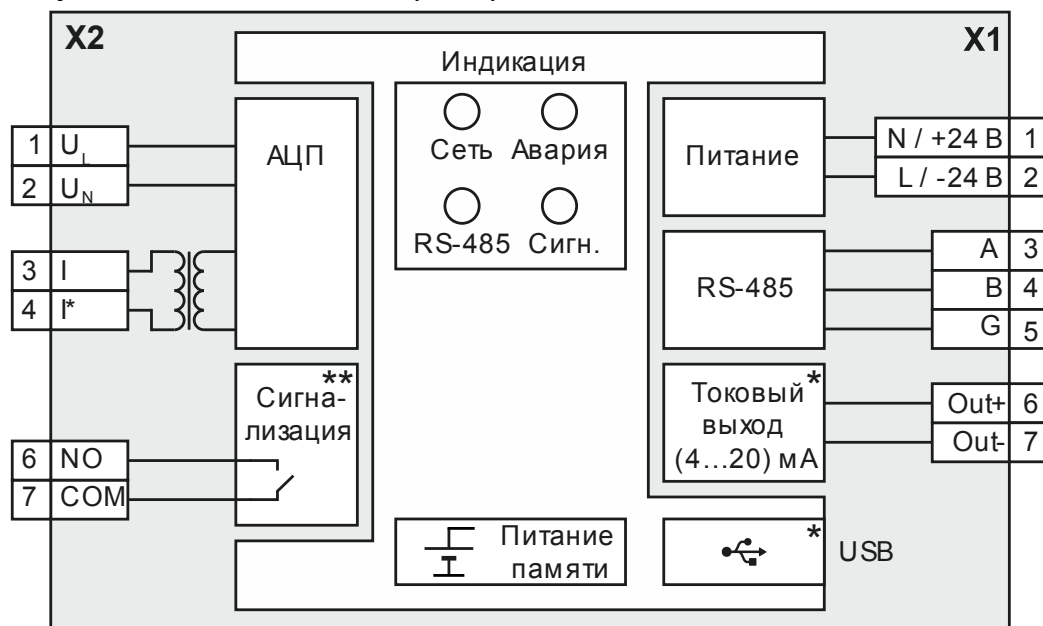 X2
X1
Индикация
Сеть Авария
RS-485 Сигн.
1 U_L
2 U_N
3 I
4 I*
АЦП
**
Сигна-
лизация
6 NO
7 COM
Питание
N / +24 В 1
L / -24 В 2
RS-485
A 3
B 4
G 5
Токовый *
выход
(4...20) мА
Out+ 6
Out- 7
Питание
памяти
*
USB